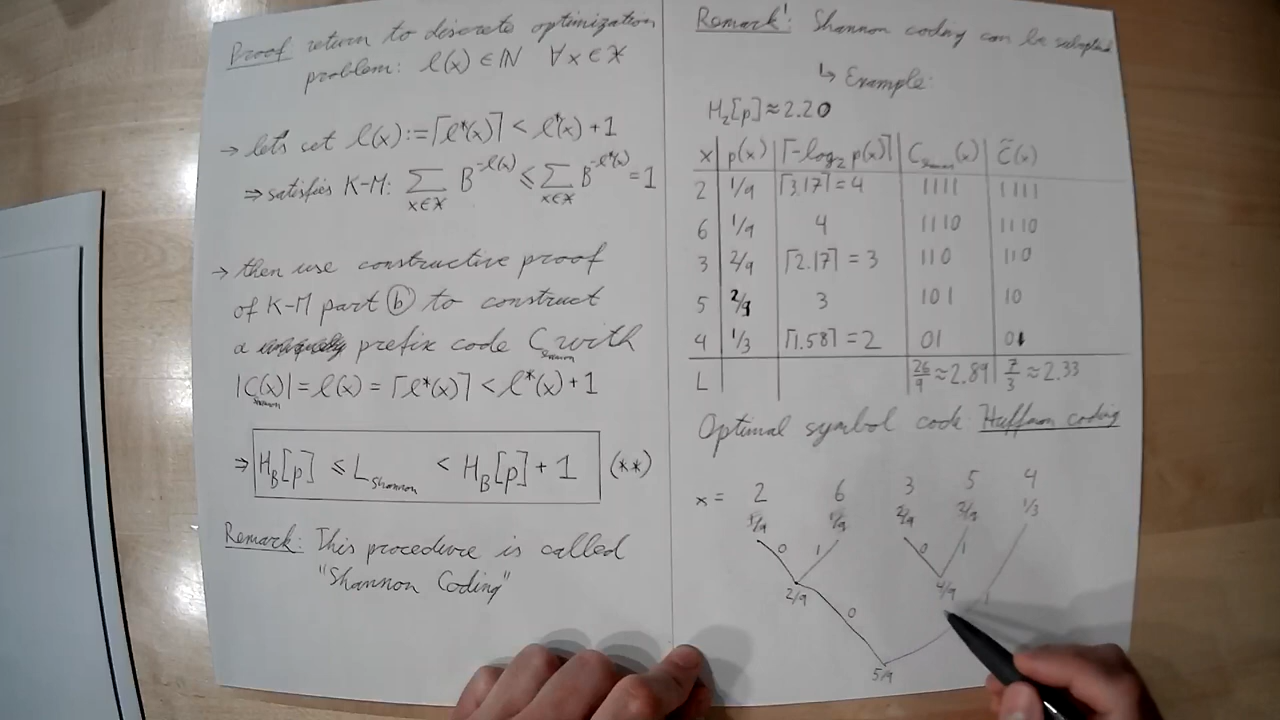 Proof return to discrete optimization
problem: l(x) ∈ ℕ ∀x ∈ X
→ let's set l(x) := ⌈l*(x)⌉ < l*(x) + 1
⇒ satisfies K-M: Σ_{x∈X} B^{-l(x)} ≤ Σ_{x∈X} B^{-l*(x)} = 1
→ then use constructive proof
of K-M part (b) to construct
a prefix code C_Shannon with
|C_Shannon(x)| = l(x) = ⌈l*(x)⌉ < l*(x) + 1
⇒ H_B[p] ≤ L_Shannon < H_B[p] + 1 (**)
Remark: This procedure is called
"Shannon Coding"
Remark': Shannon coding can be
↳ Example:
H_2[p] ≈ 2.20
x | p(x) | ⌈-log_2 p(x)⌉ | C_Shannon(x) | C̃(x)
2 | 1/9 | ⌈3.17⌉ = 4 | 1111 | 1111
6 | 1/9 | 4 | 1110 | 1110
3 | 2/9 | ⌈2.17⌉ = 3 | 110 | 110
5 | 2/9 | 3 | 101 | 10
4 | 1/3 | ⌈1.58⌉ = 2 | 01 | 01
L | | | 26/9 ≈ 2.89 | 7/3 ≈ 2.33
Optimal symbol code: Huffman coding
x = 2 6 3 5 4
1/9 1/9 2/9 2/9 1/3
0 1 0 1
2/9 4/9
0 1
5/9